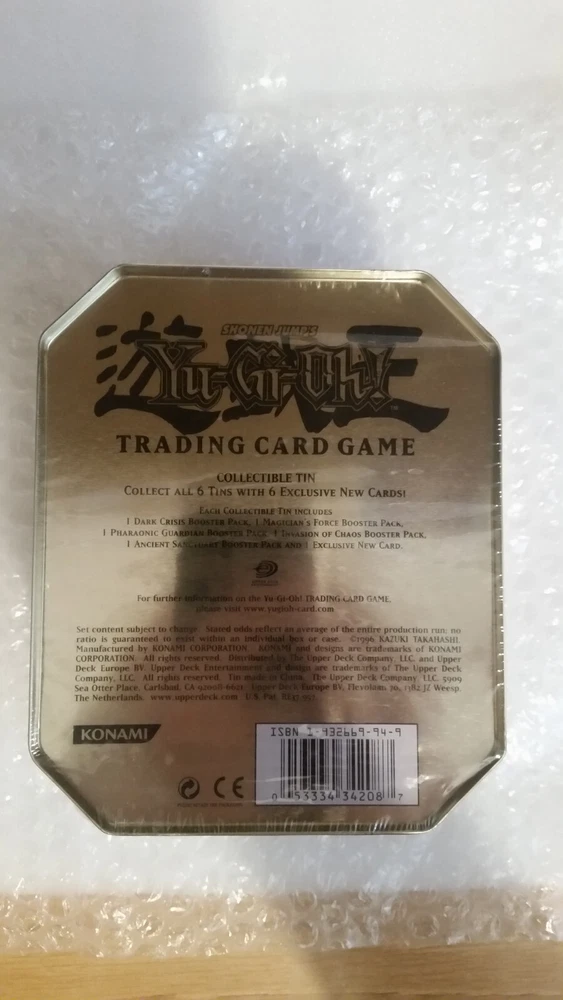 SHONEN JUMP'S
遊☆戯☆王
Yu-Gi-Oh!
TRADING CARD GAME
COLLECTIBLE TIN
COLLECT ALL 6 TINS WITH 6 EXCLUSIVE NEW CARDS!
EACH COLLECTIBLE TIN INCLUDES
1 DARK CRISIS BOOSTER PACK, 1 MAGICIAN'S FORCE BOOSTER PACK,
1 PHARAONIC GUARDIAN BOOSTER PACK, 1 INVASION OF CHAOS BOOSTER PACK,
1 ANCIENT SANCTUARY BOOSTER PACK AND 1 EXCLUSIVE NEW CARD.
For further information on the Yu-Gi-Oh! TRADING CARD GAME,
please visit www.yugioh-card.com
Set content subject to change. Stated odds reflect an average of the entire production run; no
ratio is guaranteed to exist within an individual box or case. ©1996 KAZUKI TAKAHASHI.
Manufactured by KONAMI CORPORATION. KONAMI and designs are trademarks of KONAMI
CORPORATION. All rights reserved. Distributed by The Upper Deck Company, LLC. and Upper
Deck Europe BV. Upper Deck Entertainment and design are trademarks of The Upper Deck
Company, LLC. All rights reserved. Tin made in China. The Upper Deck Company, LLC. 5909
Sea Otter Place, Carlsbad, CA 92008-6621. Upper Deck Europe BV, Flevolaan 20, 1382 JZ Weesp,
The Netherlands. www.upperdeck.com U.S. Pat.
KONAMI
CE
ISBN 1-932669-94-9
0 53334 34208 7